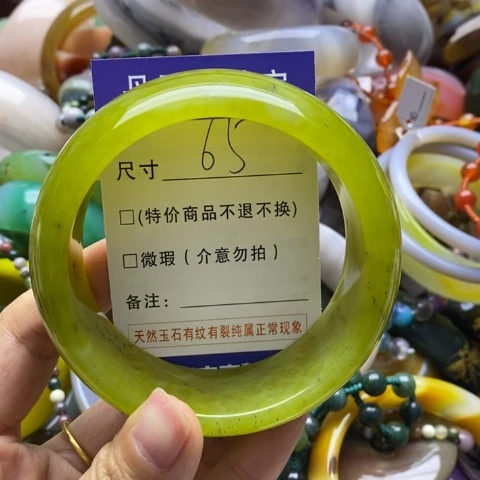 尺寸 65
□(特价商品不退不换)
□微瑕(介意勿拍)
备注:
天然玉石有纹有裂纯属正常现象